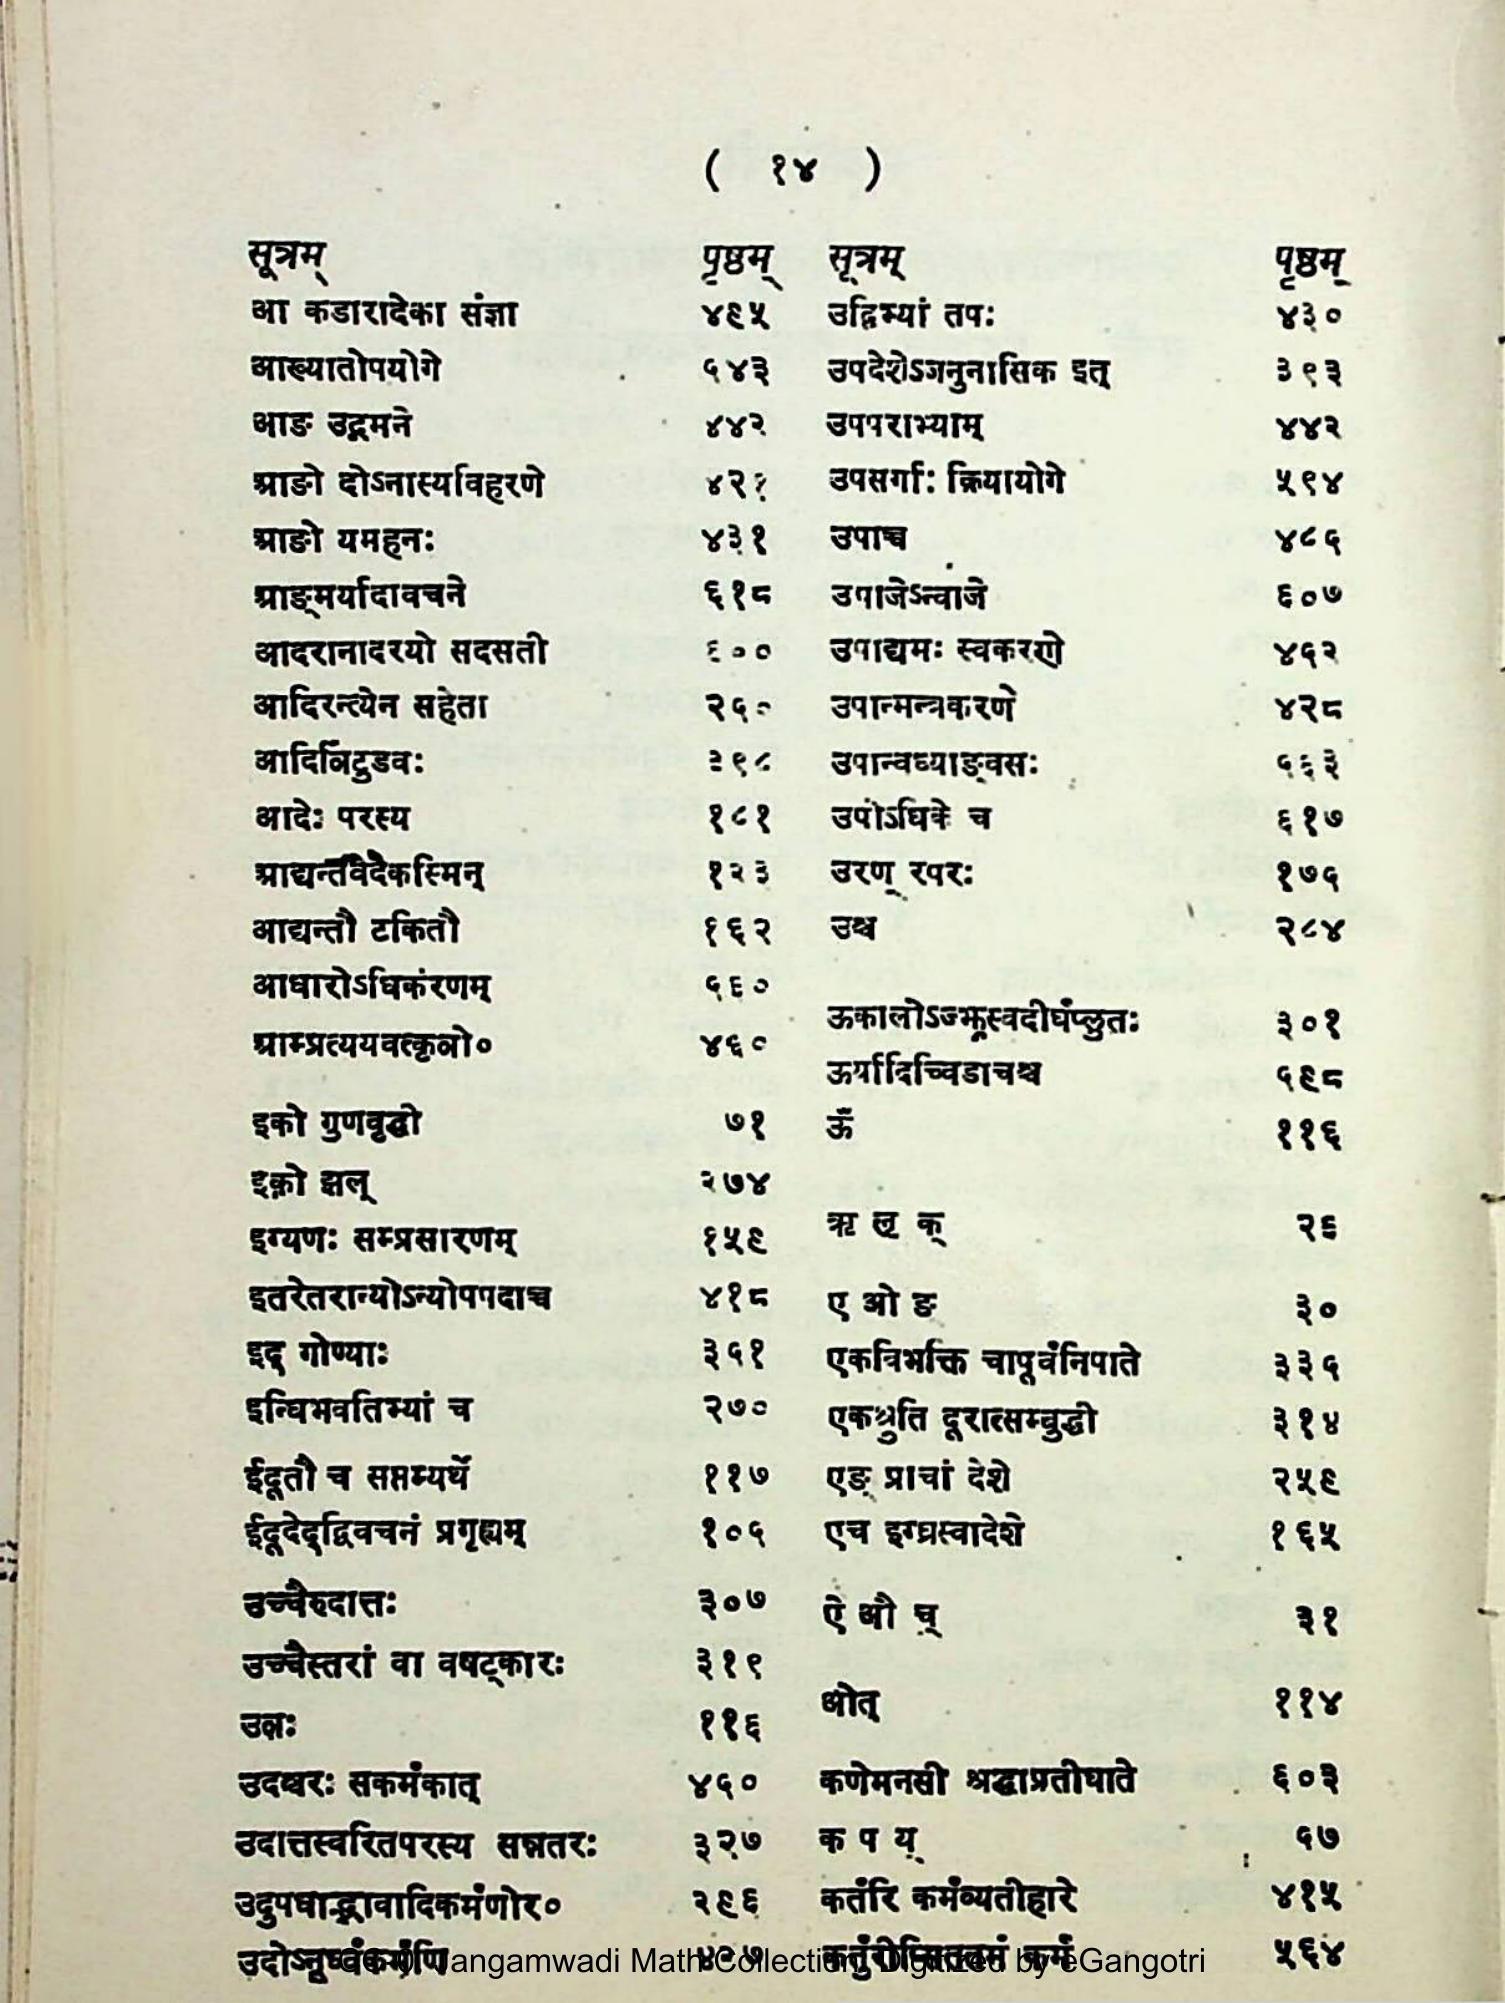 ( १४ )
सूत्रम् पृष्ठम्
आ कडारादेका संज्ञा ४९५
आख्यातोपयोगे ५४३
आङ उद्गमने ४४२
आङो दोऽनास्यविहरणे ४२१
आङो यमहनः ४३१
आङ्मर्यादावचने ६१८
आदरानादरयो सदसती ६००
आदिरन्त्येन सहेता २५०
आदिर्ञिटुडवः ३९८
आदेः परस्य १८१
आद्यन्तवदेकस्मिन् १२३
आद्यन्तौ टकितौ १६२
आधारोऽधिकरणम् ५६०
आम्प्रत्ययवत्कृञो० ४६०
इको गुणवृद्धी ७१
इको झल् २७४
इग्यणः सम्प्रसारणम् १५९
इतरेतरान्योऽन्योपपदाच्च ४१८
इद् गोण्याः ३५१
इन्धिभवतिभ्यां च २७०
ईदूतौ च सप्तम्यर्थे ११७
ईदूदेद्द्विवचनं प्रगृह्यम् १०५
उच्चैरुदात्तः ३०७
उच्चैस्तरां वा वषट्कारः ३१९
उञः ११६
उदश्चरः सकर्मकात् ४५०
उदात्तस्वरितपरस्य सन्नतरः ३२७
उदुपधाद्भावादिकर्मणोर० २९६
उदोऽनूर्ध्वकर्मणि ४२७
सूत्रम् पृष्ठम्
उद्विभ्यां तपः ४३०
उपदेशेऽजनुनासिक इत् ३९३
उपपराभ्याम् ४४२
उपसर्गाः क्रियायोगे ५९४
उपाच्च ४८५
उपाजेऽन्वाजे ६०७
उपाद्यमः स्वकरणे ४५२
उपान्मन्त्रकरणे ४२८
उपान्वध्याङ्वसः ५६३
उपोऽधिके च ६१७
उरण् रपरः १७५
उश्च २८४
ऊकालोऽज्झ्रस्वदीर्घप्लुतः ३०१
ऊर्यादिच्विडाचश्च ५९८
ऊँ ११६
ऋ लृ क् २६
ए ओ ङ ३०
एकविभक्ति चापूर्वनिपाते ३३५
एकश्रुति दूरात्सम्बुद्धी ३१४
एङ् प्राचां देशे २५९
एच इग्घ्रस्वादेशे १६५
ऐ औ च् ३१
ओत् ११४
कणेमनसी श्रद्धाप्रतीघाते ६०३
क प य् ५७
कर्तरि कर्मव्यतीहारे ४१५
कर्तुरीप्सिततमं कर्म ५६४
CC-0. Jangamwadi Math Collection. Digitized by eGangotri